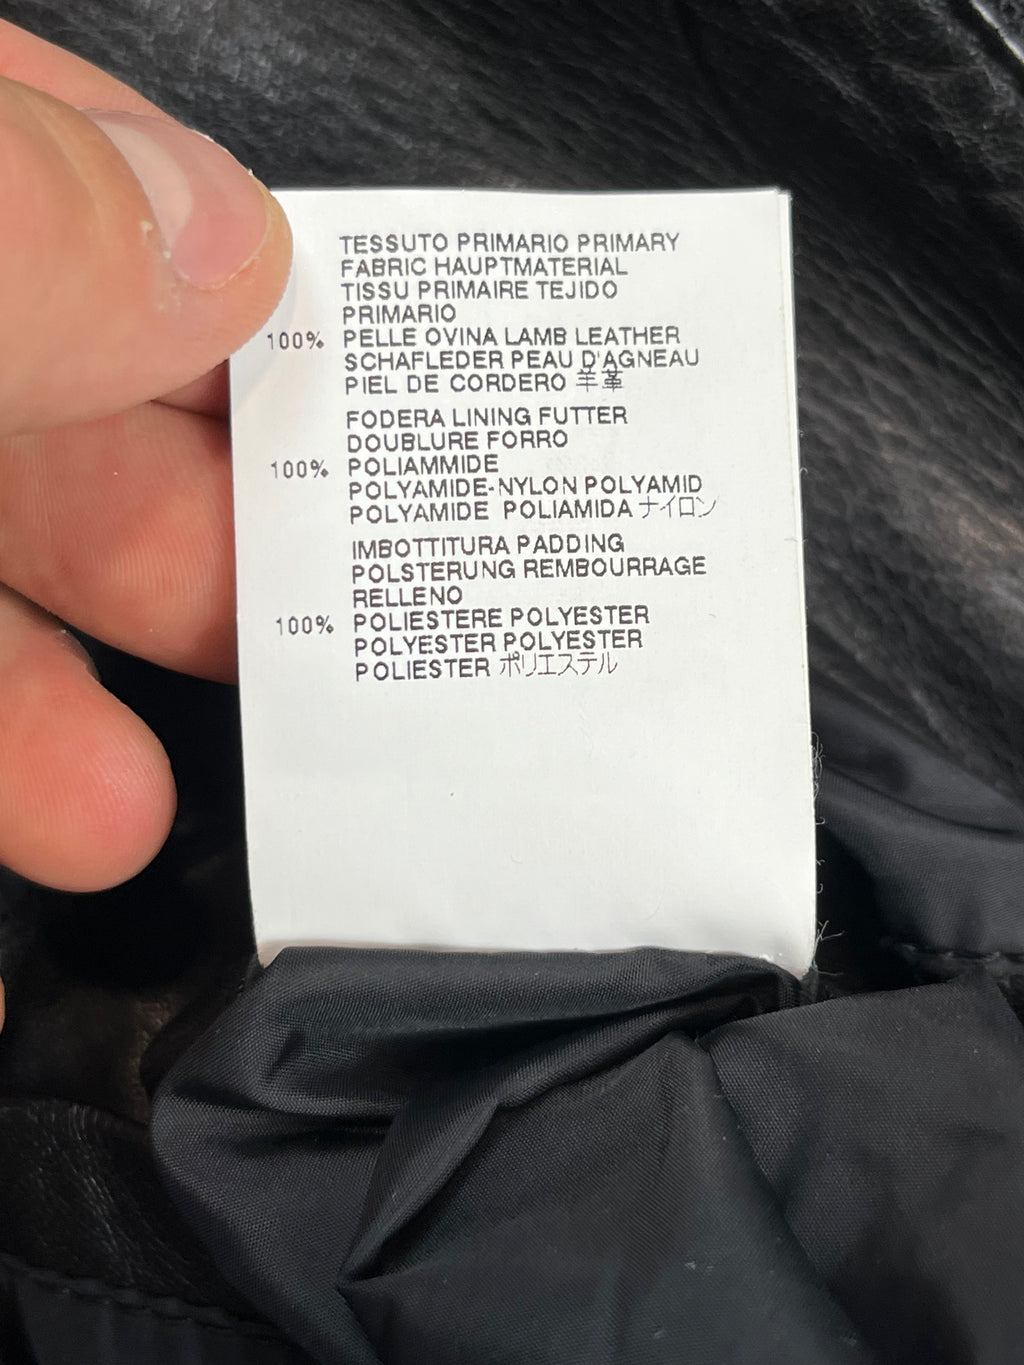 TESSUTO PRIMARIO PRIMARY
FABRIC HAUPTMATERIAL
TISSU PRIMAIRE TEJIDO
PRIMARIO
100% PELLE OVINA LAMB LEATHER
SCHAFLEDER PEAU D'AGNEAU
PIEL DE CORDERO 羊革
FODERA LINING FUTTER
DOUBLURE FORRO
100% POLIAMMIDE
POLYAMIDE-NYLON POLYAMID
POLYAMIDE POLIAMIDA ナイロン
IMBOTTITURA PADDING
POLSTERUNG REMBOURRAGE
RELLENO
100% POLIESTERE POLYESTER
POLYESTER POLYESTER
POLIESTER ポリエステル